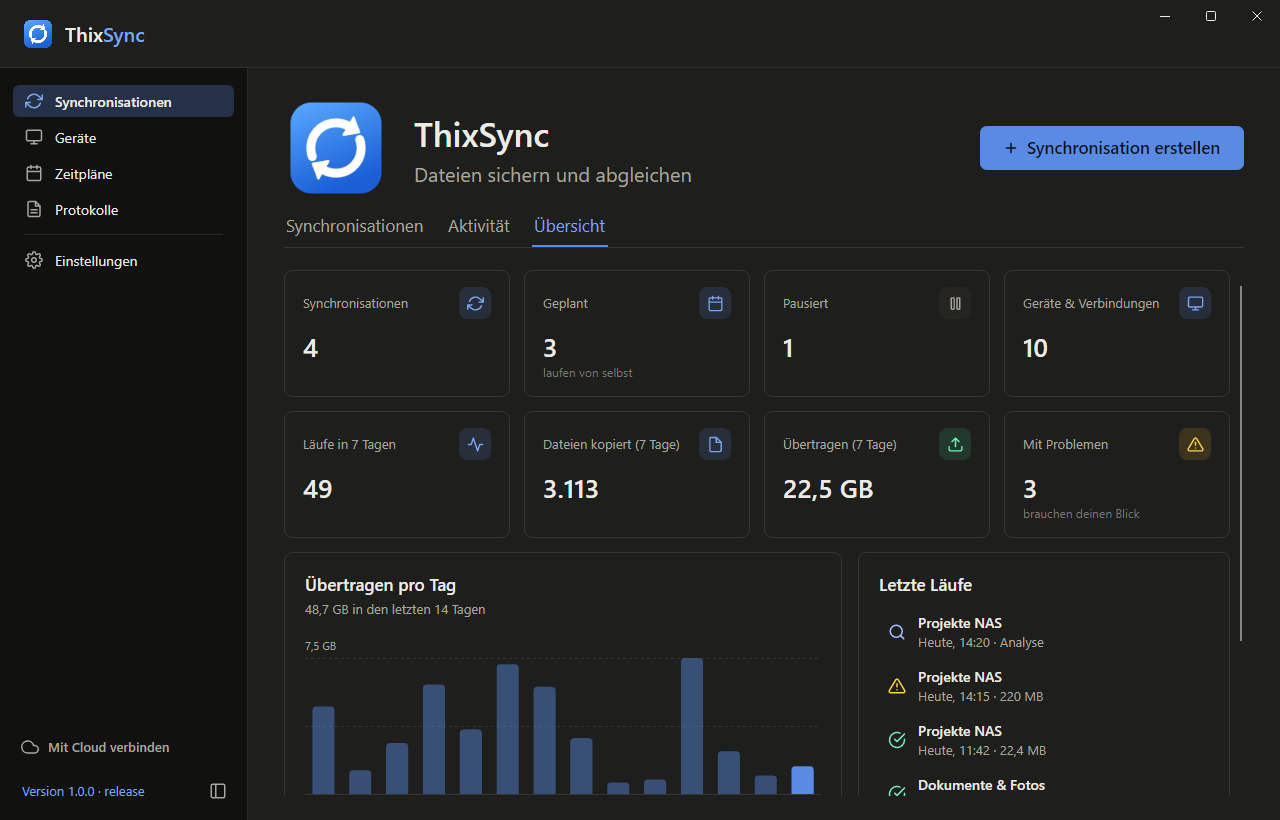 ThixSync
Synchronisationen
Geräte
Zeitpläne
Protokolle
Einstellungen
Mit Cloud verbinden
Version 1.0.0 · release
ThixSync
Dateien sichern und abgleichen
+ Synchronisation erstellen
Synchronisationen Aktivität Übersicht
Synchronisationen
4
Geplant
3
laufen von selbst
Pausiert
1
Geräte & Verbindungen
10
Läufe in 7 Tagen
49
Dateien kopiert (7 Tage)
3.113
Übertragen (7 Tage)
22,5 GB
Mit Problemen
3
brauchen deinen Blick
Übertragen pro Tag
48,7 GB in den letzten 14 Tagen
7,5 GB
Letzte Läufe
Projekte NAS
Heute, 14:20 · Analyse
Projekte NAS
Heute, 14:15 · 220 MB
Projekte NAS
Heute, 11:42 · 22,4 MB
Dokumente & Fotos